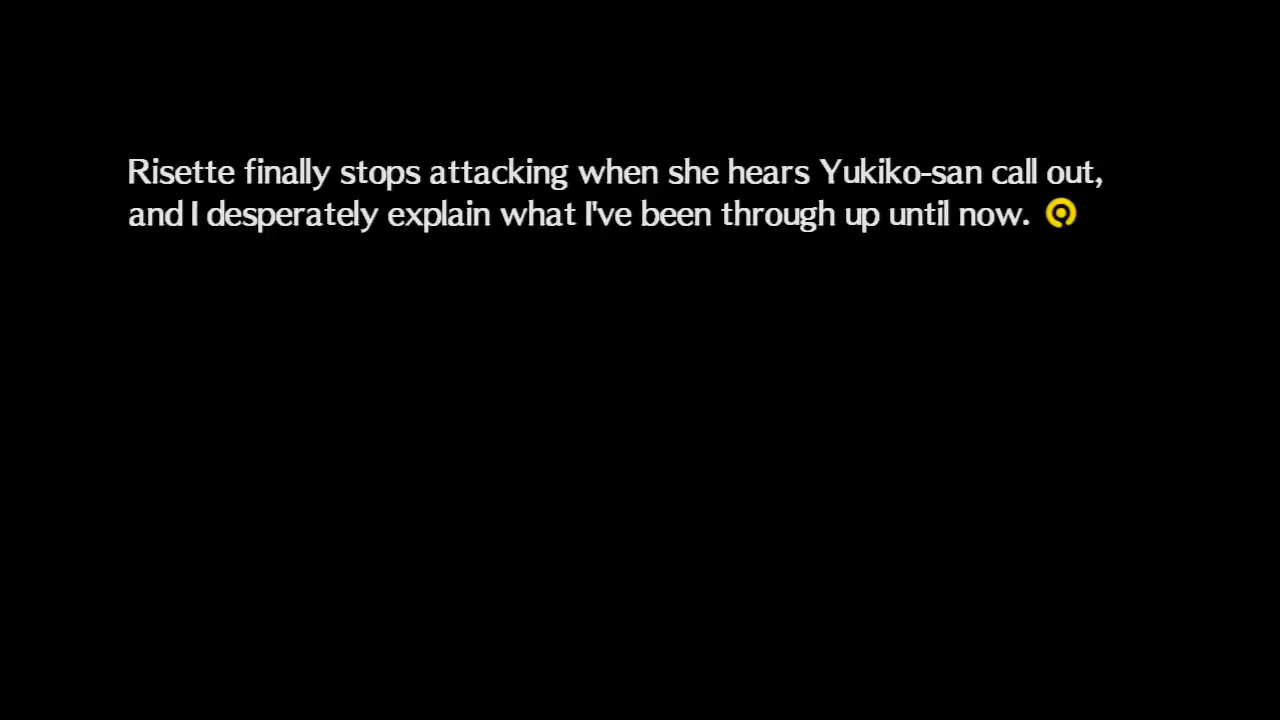 Risette finally stops attacking when she hears Yukiko-san call out,
and I desperately explain what I've been through up until now.